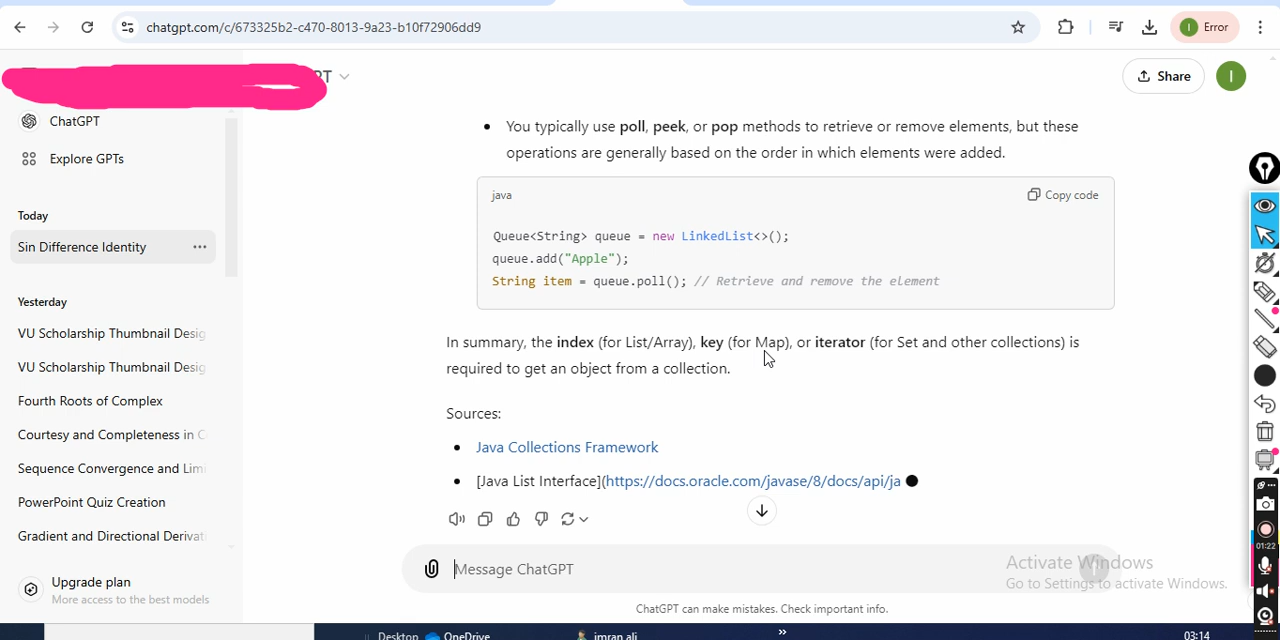 chatgpt.com/c/673325b2-c470-8013-9a23-b10f72906dd9
I Error
PT
Share
I
ChatGPT
Explore GPTs
Today
Sin Difference Identity
Yesterday
VU Scholarship Thumbnail Desig
VU Scholarship Thumbnail Desig
Fourth Roots of Complex
Courtesy and Completeness in C
Sequence Convergence and Limi
PowerPoint Quiz Creation
Gradient and Directional Derivat
Upgrade plan
More access to the best models
• You typically use poll, peek, or pop methods to retrieve or remove elements, but these
operations are generally based on the order in which elements were added.
java
Copy code
Queue<String> queue = new LinkedList<>();
queue.add("Apple");
String item = queue.poll(); // Retrieve and remove the element
In summary, the index (for List/Array), key (for Map), or iterator (for Set and other collections) is
required to get an object from a collection.
Sources:
• Java Collections Framework
• [Java List Interface](https://docs.oracle.com/javase/8/docs/api/ja
Message ChatGPT
ChatGPT can make mistakes. Check important info.
Activate Windows
Go to Settings to activate Windows.
01:22
Desktop
OneDrive
imran ali
03:14